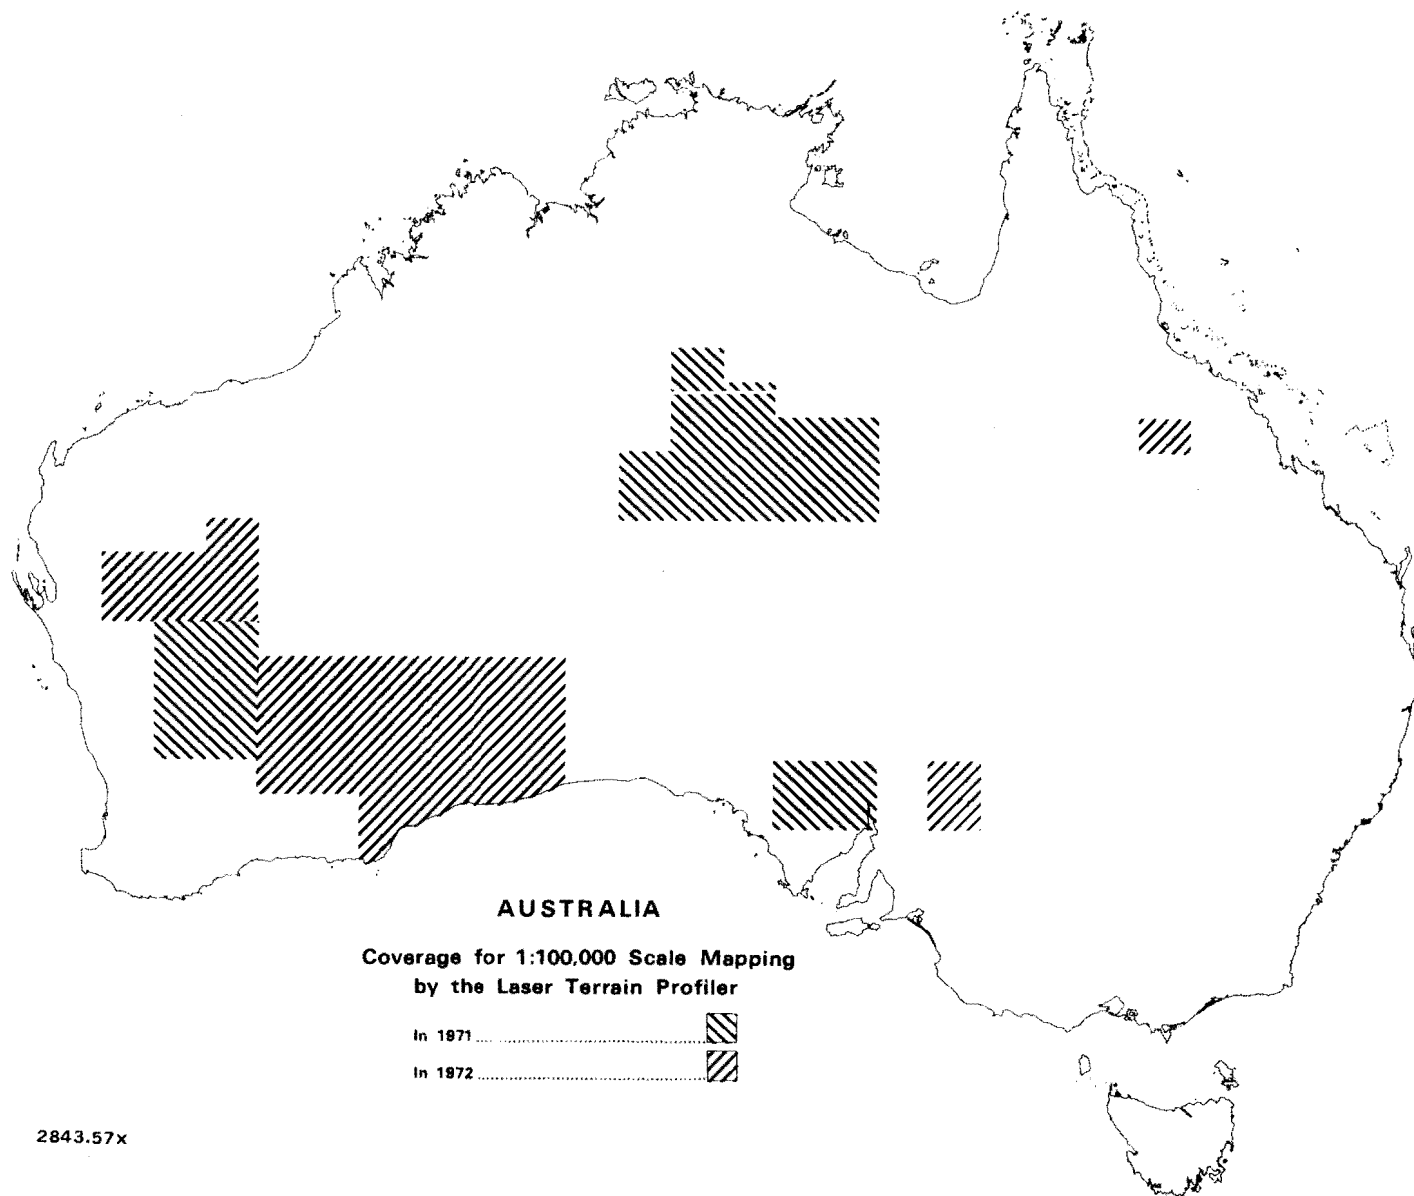 AUSTRALIA
Coverage for 1:100,000 Scale Mapping
by the Laser Terrain Profiler
In 1971
In 1972
2843.57x